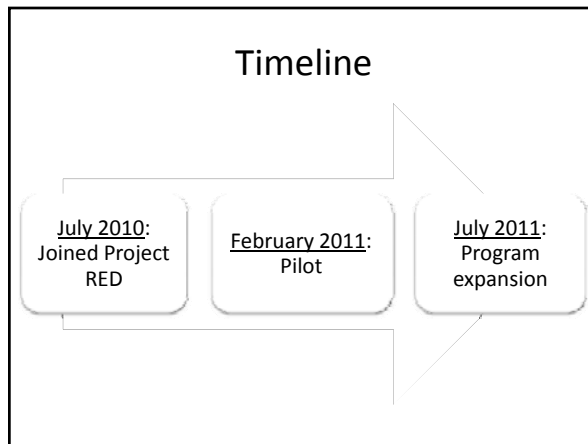 Timeline
July 2010:
Joined Project
RED
February 2011:
Pilot
July 2011:
Program
expansion